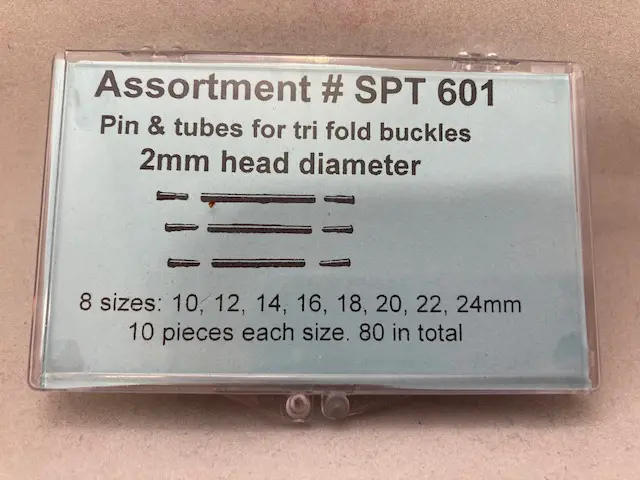 Assortment # SPT 601
Pin & tubes for tri fold buckles
2mm head diameter
8 sizes: 10, 12, 14, 16, 18, 20, 22, 24mm
10 pieces each size. 80 in total